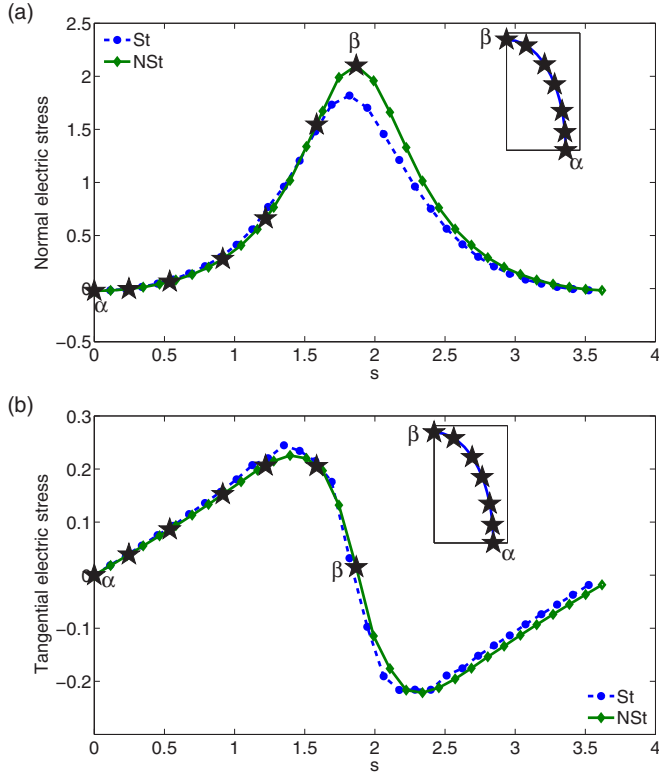 (a)
2.5
2
1.5
1
0.5
0
−0.5
Normal electric stress
St
NSt
β
β
α
α
0 0.5 1 1.5 2 2.5 3 3.5 4
s
(b)
0.3
0.2
0.1
0
−0.1
−0.2
Tangential electric stress
β
α
α
β
St
NSt
0 0.5 1 1.5 2 2.5 3 3.5 4
s